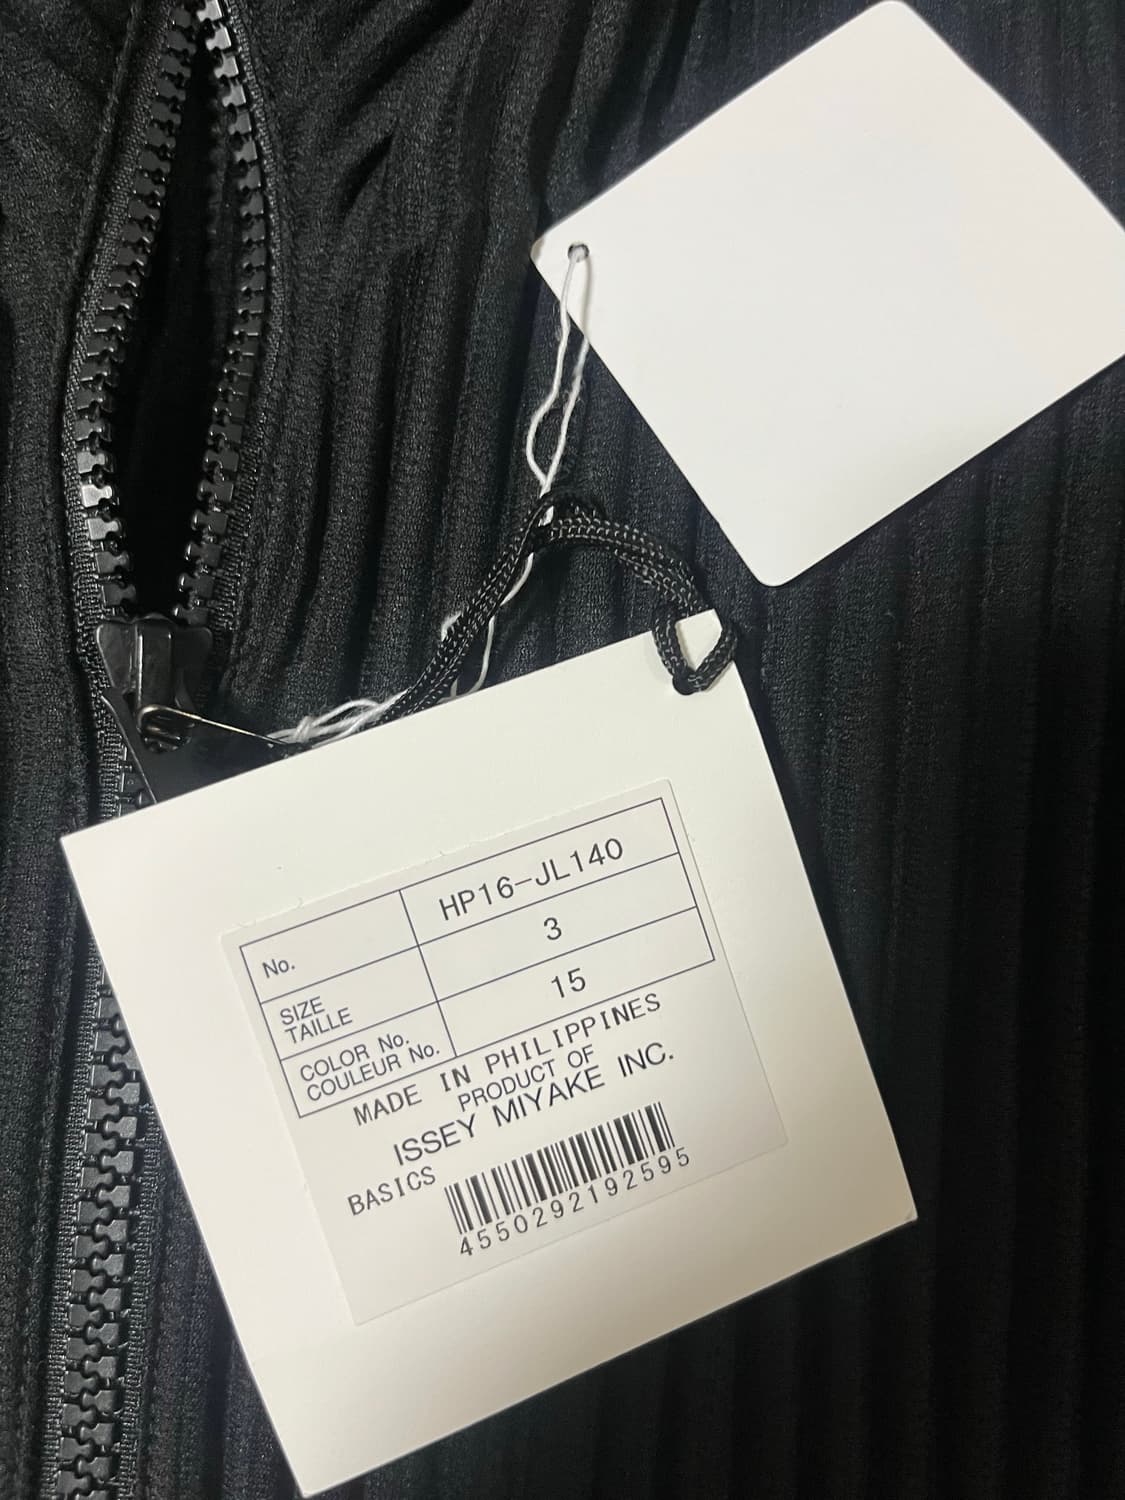 No. HP16-JL140
SIZE 3
TAILLE
COLOR No. 15
COULEUR No.
MADE IN PHILIPPINES
PRODUCT OF
ISSEY MIYAKE INC.
BASICS
4550292192595